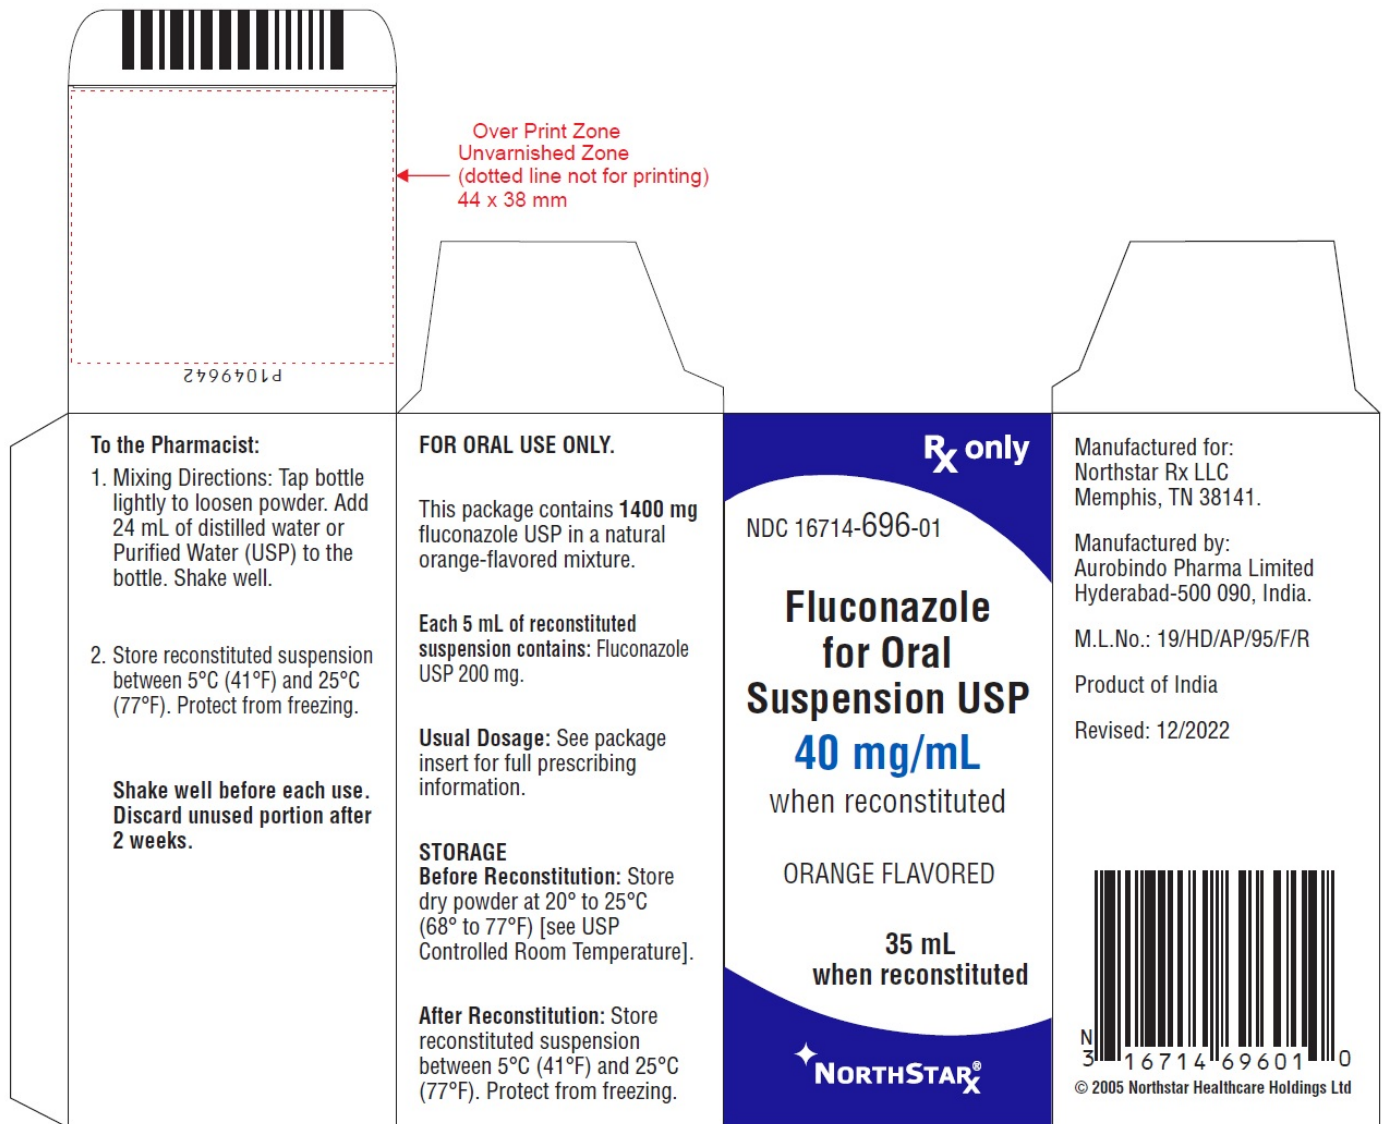 Over Print Zone
Unvarnished Zone
(dotted line not for printing)
44 x 38 mm
P1049642
To the Pharmacist:
1. Mixing Directions: Tap bottle
lightly to loosen powder. Add
24 mL of distilled water or
Purified Water (USP) to the
bottle. Shake well.
2. Store reconstituted suspension
between 5°C (41°F) and 25°C
(77°F). Protect from freezing.
Shake well before each use.
Discard unused portion after
2 weeks.
FOR ORAL USE ONLY.
This package contains 1400 mg
fluconazole USP in a natural
orange-flavored mixture.
Each 5 mL of reconstituted
suspension contains: Fluconazole
USP 200 mg.
Usual Dosage: See package
insert for full prescribing
information.
STORAGE
Before Reconstitution: Store
dry powder at 20° to 25°C
(68° to 77°F) [see USP
Controlled Room Temperature].
After Reconstitution: Store
reconstituted suspension
between 5°C (41°F) and 25°C
(77°F). Protect from freezing.
Rx only
NDC 16714-696-01
Fluconazole
for Oral
Suspension USP
40 mg/mL
when reconstituted
ORANGE FLAVORED
35 mL
when reconstituted
NORTHSTARx®
Manufactured for:
Northstar Rx LLC
Memphis, TN 38141.
Manufactured by:
Aurobindo Pharma Limited
Hyderabad-500 090, India.
M.L.No.: 19/HD/AP/95/F/R
Product of India
Revised: 12/2022
N
3 16714 69601 0
© 2005 Northstar Healthcare Holdings Ltd